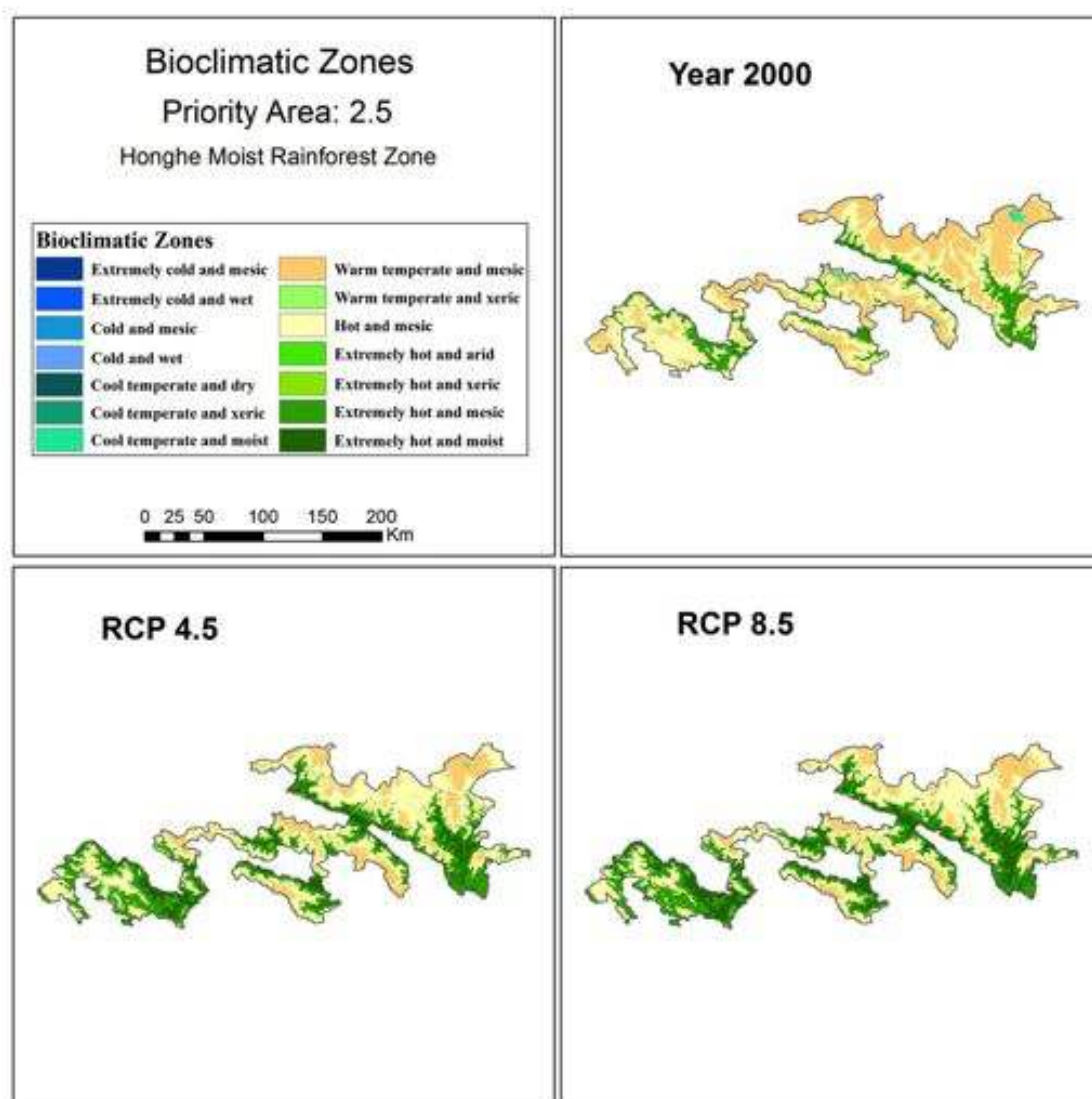 Bioclimatic Zones
Priority Area: 2.5
Honghe Moist Rainforest Zone
Bioclimatic Zones
Extremely cold and mesic
Extremely cold and wet
Cold and mesic
Cold and wet
Cool temperate and dry
Cool temperate and xeric
Cool temperate and moist
Warm temperate and mesic
Warm temperate and xeric
Hot and mesic
Extremely hot and arid
Extremely hot and xeric
Extremely hot and mesic
Extremely hot and moist
0 25 50 100 150 200
Km
Year 2000
RCP 4.5
RCP 8.5